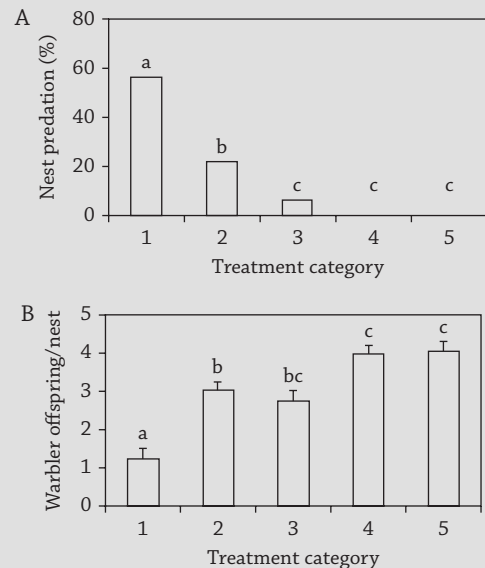 A
Nest predation (%)
80
60
40
20
0
a
b
c
c
c
1 2 3 4 5
Treatment category
B
Warbler offspring/nest
5
4
3
2
1
0
a
b
bc
c
c
1 2 3 4 5
Treatment category